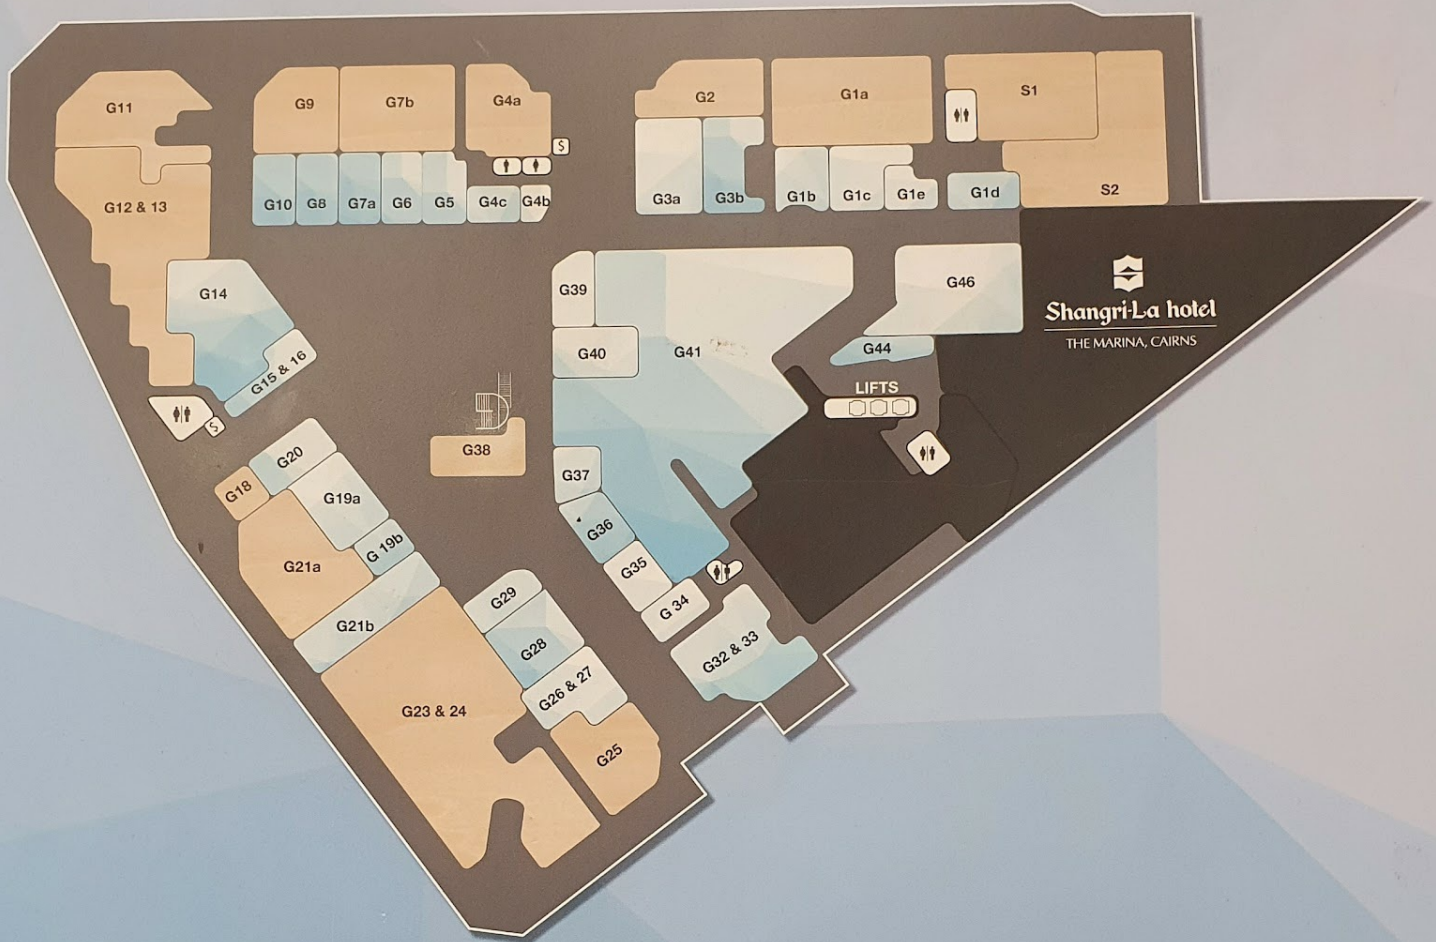 G11
G9
G7b
G4a
$
G2
G1a
S1
G12 & 13
G10
G8
G7a
G6
G5
G4c
G4b
G3a
G3b
G1b
G1c
G1e
G1d
S2
G14
G15 & 16
$
G39
G40
G41
G46
G44
LIFTS
Shangri-La hotel
THE MARINA, CAIRNS
G38
G37
G36
G35
G 34
G32 & 33
G20
G18
G19a
G 19b
G21a
G21b
G29
G28
G26 & 27
G23 & 24
G25